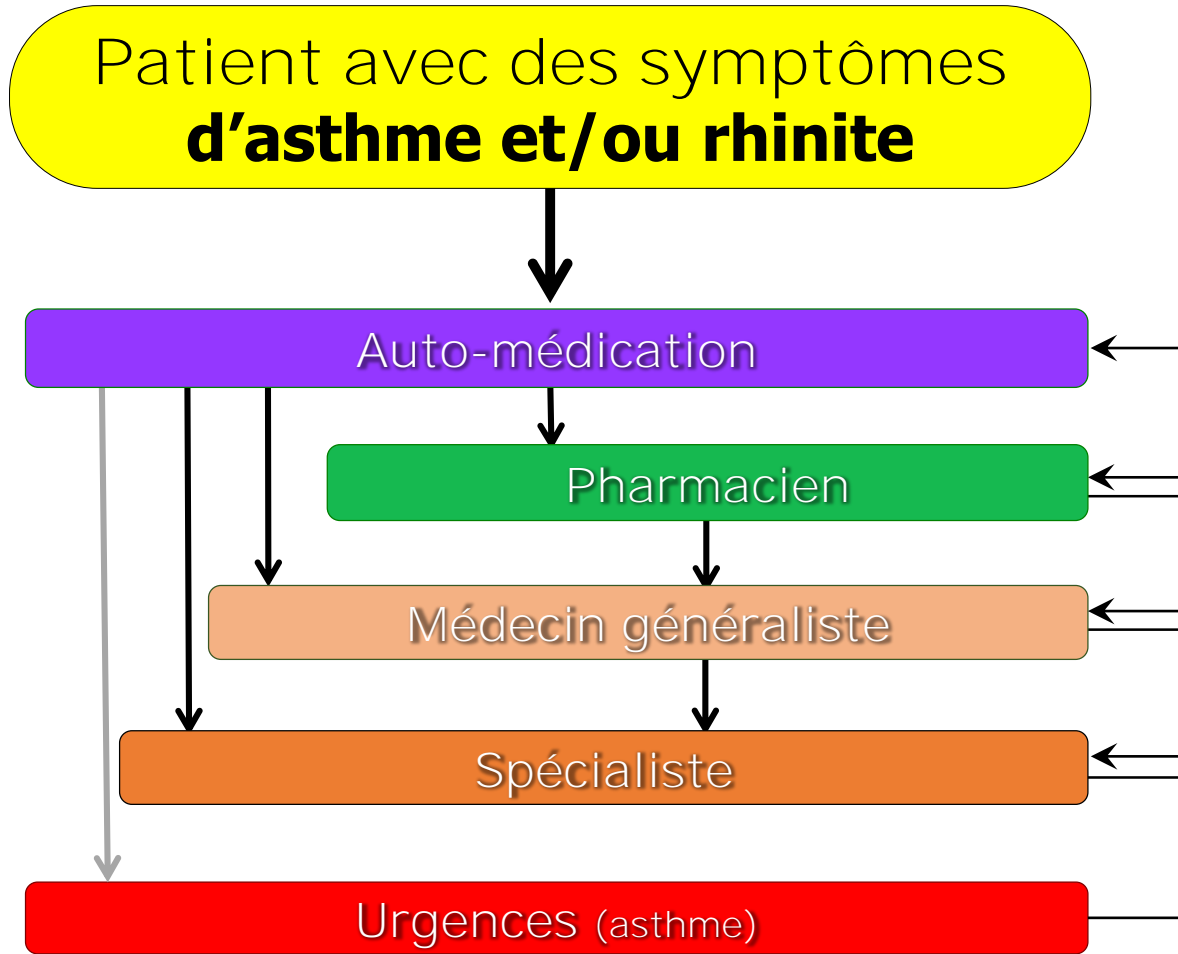 Patient avec des symptômes
d’asthme et/ou rhinite
Auto-médication
Pharmacien
Médecin généraliste
Spécialiste
Urgences (asthme)